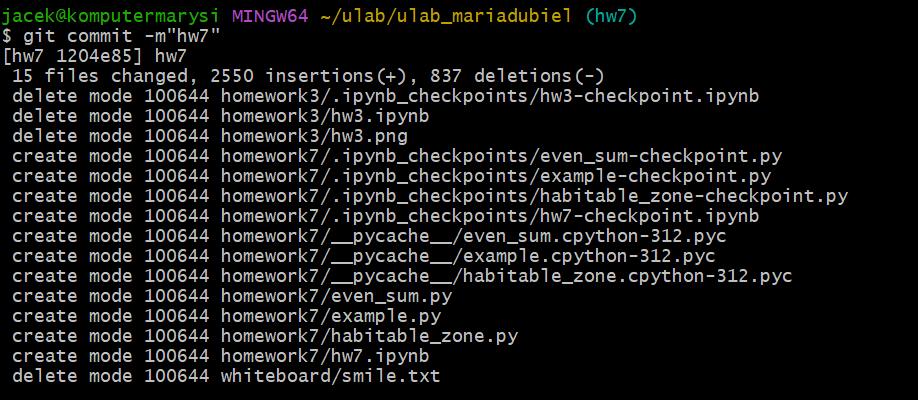 jacek@komputermarysi MINGW64 ~/ulab/ulab_mariadubiel (hw7)
$ git commit -m"hw7"
[hw7 1204e85] hw7
 15 files changed, 2550 insertions(+), 837 deletions(-)
 delete mode 100644 homework3/.ipynb_checkpoints/hw3-checkpoint.ipynb
 delete mode 100644 homework3/hw3.ipynb
 delete mode 100644 homework3/hw3.png
 create mode 100644 homework7/.ipynb_checkpoints/even_sum-checkpoint.py
 create mode 100644 homework7/.ipynb_checkpoints/example-checkpoint.py
 create mode 100644 homework7/.ipynb_checkpoints/habitable_zone-checkpoint.py
 create mode 100644 homework7/.ipynb_checkpoints/hw7-checkpoint.ipynb
 create mode 100644 homework7/__pycache__/even_sum.cpython-312.pyc
 create mode 100644 homework7/__pycache__/example.cpython-312.pyc
 create mode 100644 homework7/__pycache__/habitable_zone.cpython-312.pyc
 create mode 100644 homework7/even_sum.py
 create mode 100644 homework7/example.py
 create mode 100644 homework7/habitable_zone.py
 create mode 100644 homework7/hw7.ipynb
 delete mode 100644 whiteboard/smile.txt